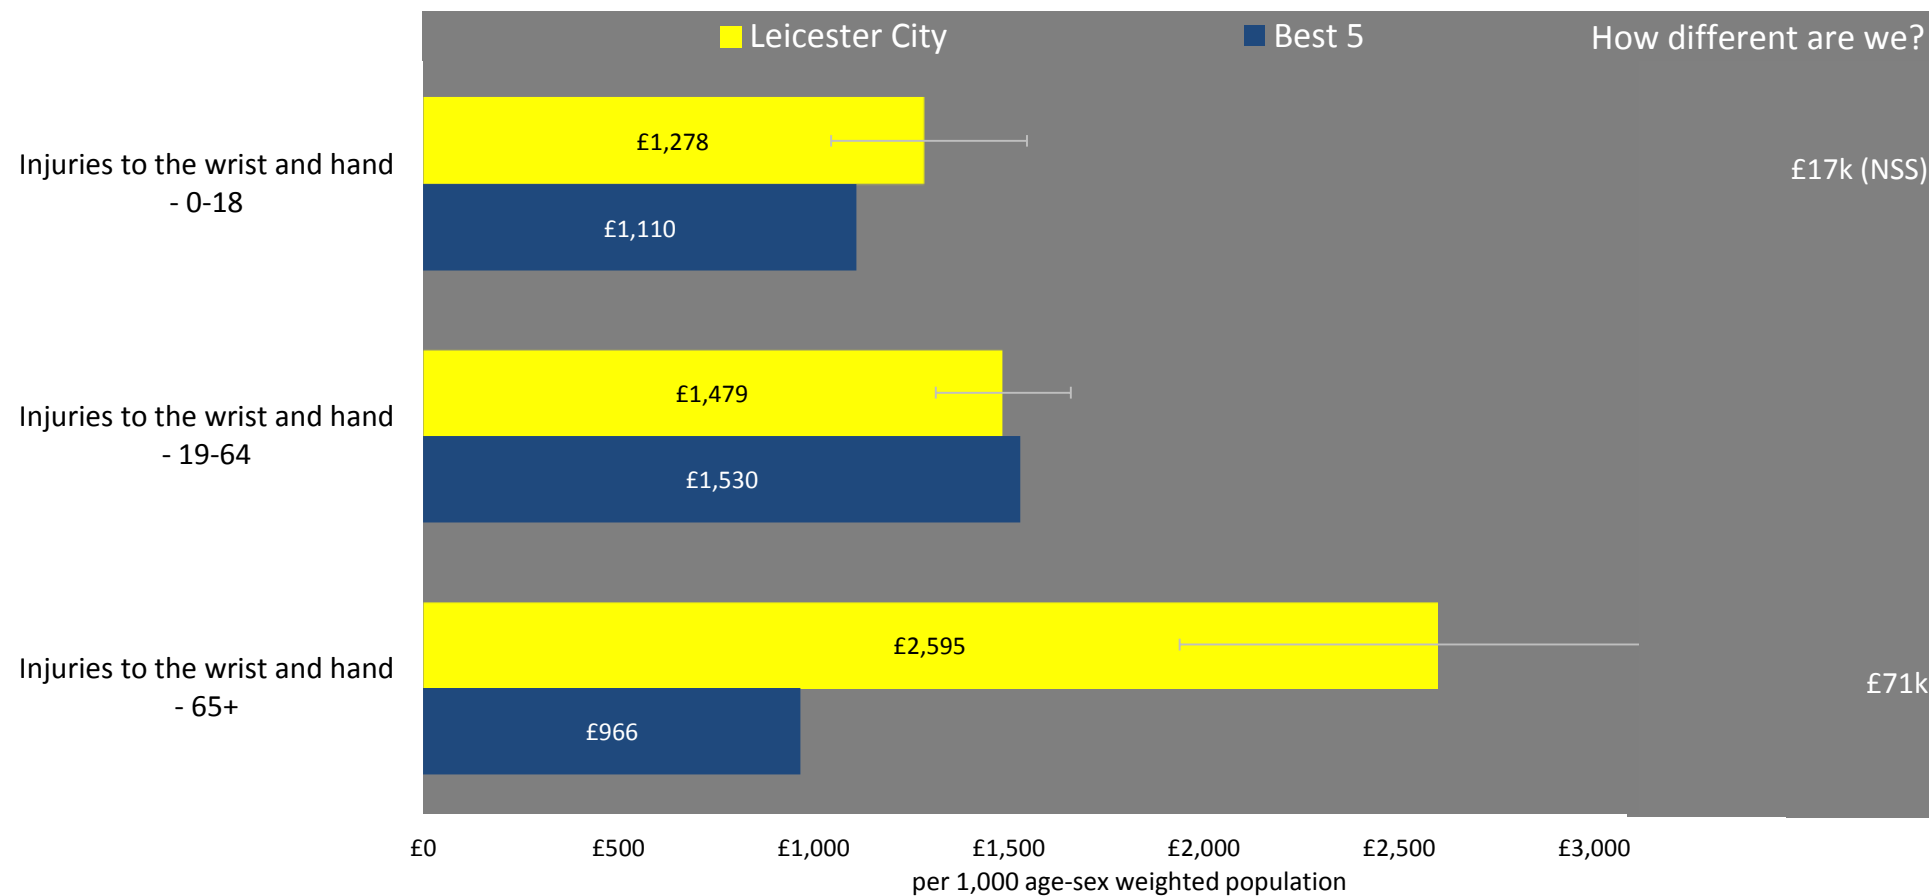 Leicester City
Best 5
How different are we?
Injuries to the wrist and hand
- 0-18
£1,278
£1,110
£17k (NSS)
Injuries to the wrist and hand
- 19-64
£1,479
£1,530
Injuries to the wrist and hand
- 65+
£2,595
£966
£71k
£0
£500
£1,000
£1,500
£2,000
£2,500
£3,000
per 1,000 age-sex weighted population